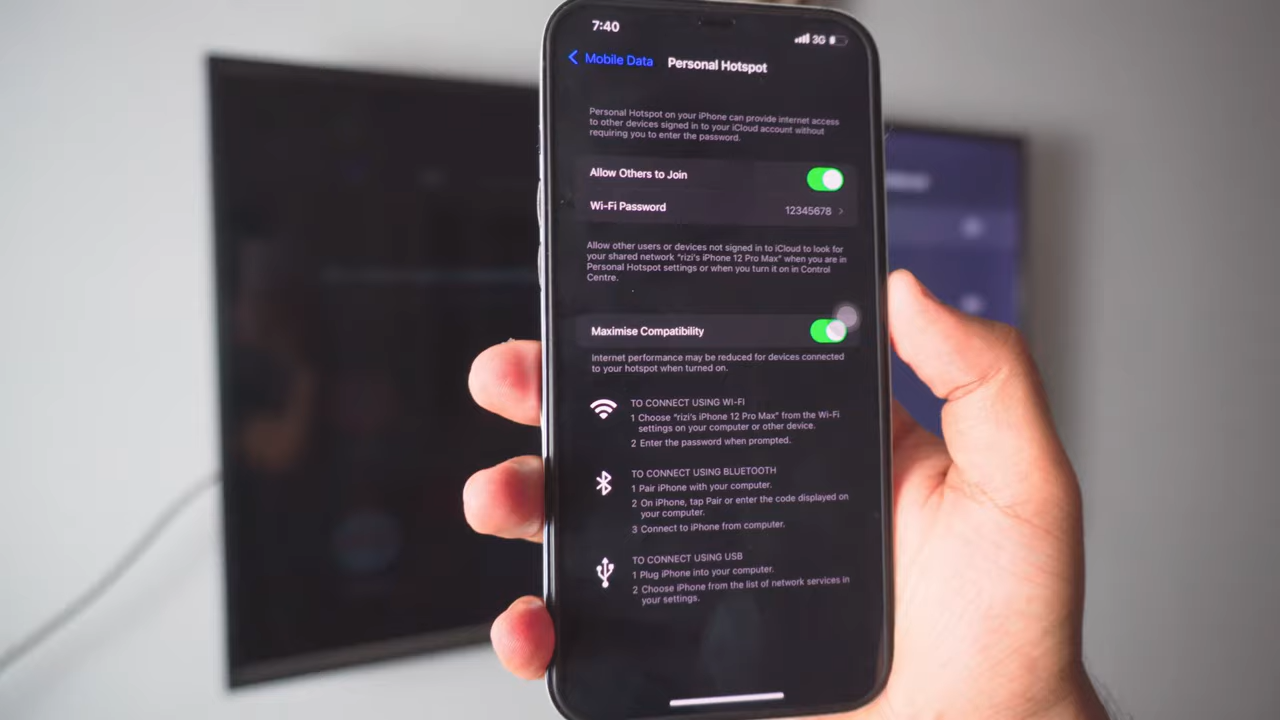 7:40
3G
Mobile Data
Personal Hotspot
Personal Hotspot on your iPhone can provide internet access
to other devices signed in to your iCloud account without
requiring you to enter the password.
Allow Others to Join
Wi-Fi Password 12345678
Allow other users or devices not signed in to iCloud to look for
your shared network “rizi's iPhone 12 Pro Max” when you are in
Personal Hotspot settings or when you turn it on in Control
Centre.
Maximise Compatibility
Internet performance may be reduced for devices connected
to your hotspot when turned on.
TO CONNECT USING WI-FI
1 Choose “rizi's iPhone 12 Pro Max” from the Wi-Fi
settings on your computer or other device.
2 Enter the password when prompted.
TO CONNECT USING BLUETOOTH
1 Pair iPhone with your computer.
2 On iPhone, tap Pair or enter the code displayed on
your computer.
3 Connect to iPhone from computer.
TO CONNECT USING USB
1 Plug iPhone into your computer.
2 Choose iPhone from the list of network services in
your settings.